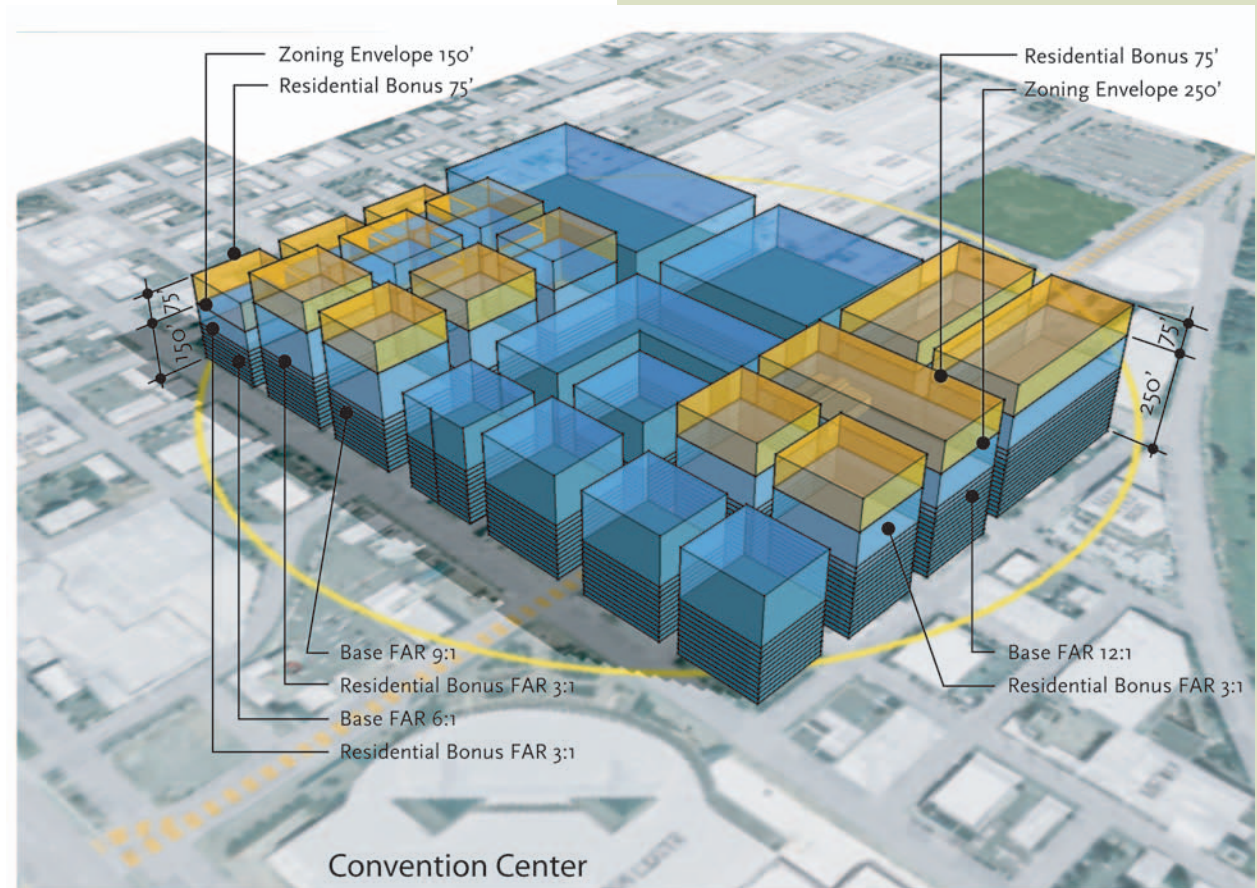 Zoning Envelope 150'
Residential Bonus 75'
Residential Bonus 75'
Zoning Envelope 250'
75'
150'
75'
250'
Base FAR 9:1
Residential Bonus FAR 3:1
Base FAR 6:1
Residential Bonus FAR 3:1
Base FAR 12:1
Residential Bonus FAR 3:1
Convention Center